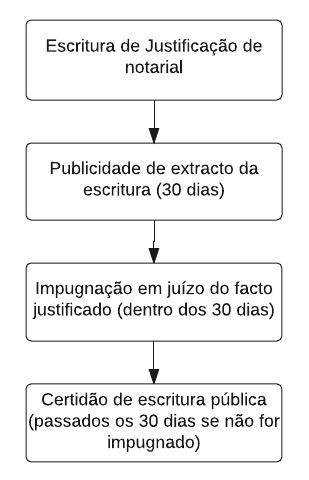 Escritura de Justificação de
notarial
Publicidade de extracto da
escritura (30 dias)
Impugnação em juízo do facto
justificado (dentro dos 30 dias)
Certidão de escritura pública
(passados os 30 dias se não for
impugnado)